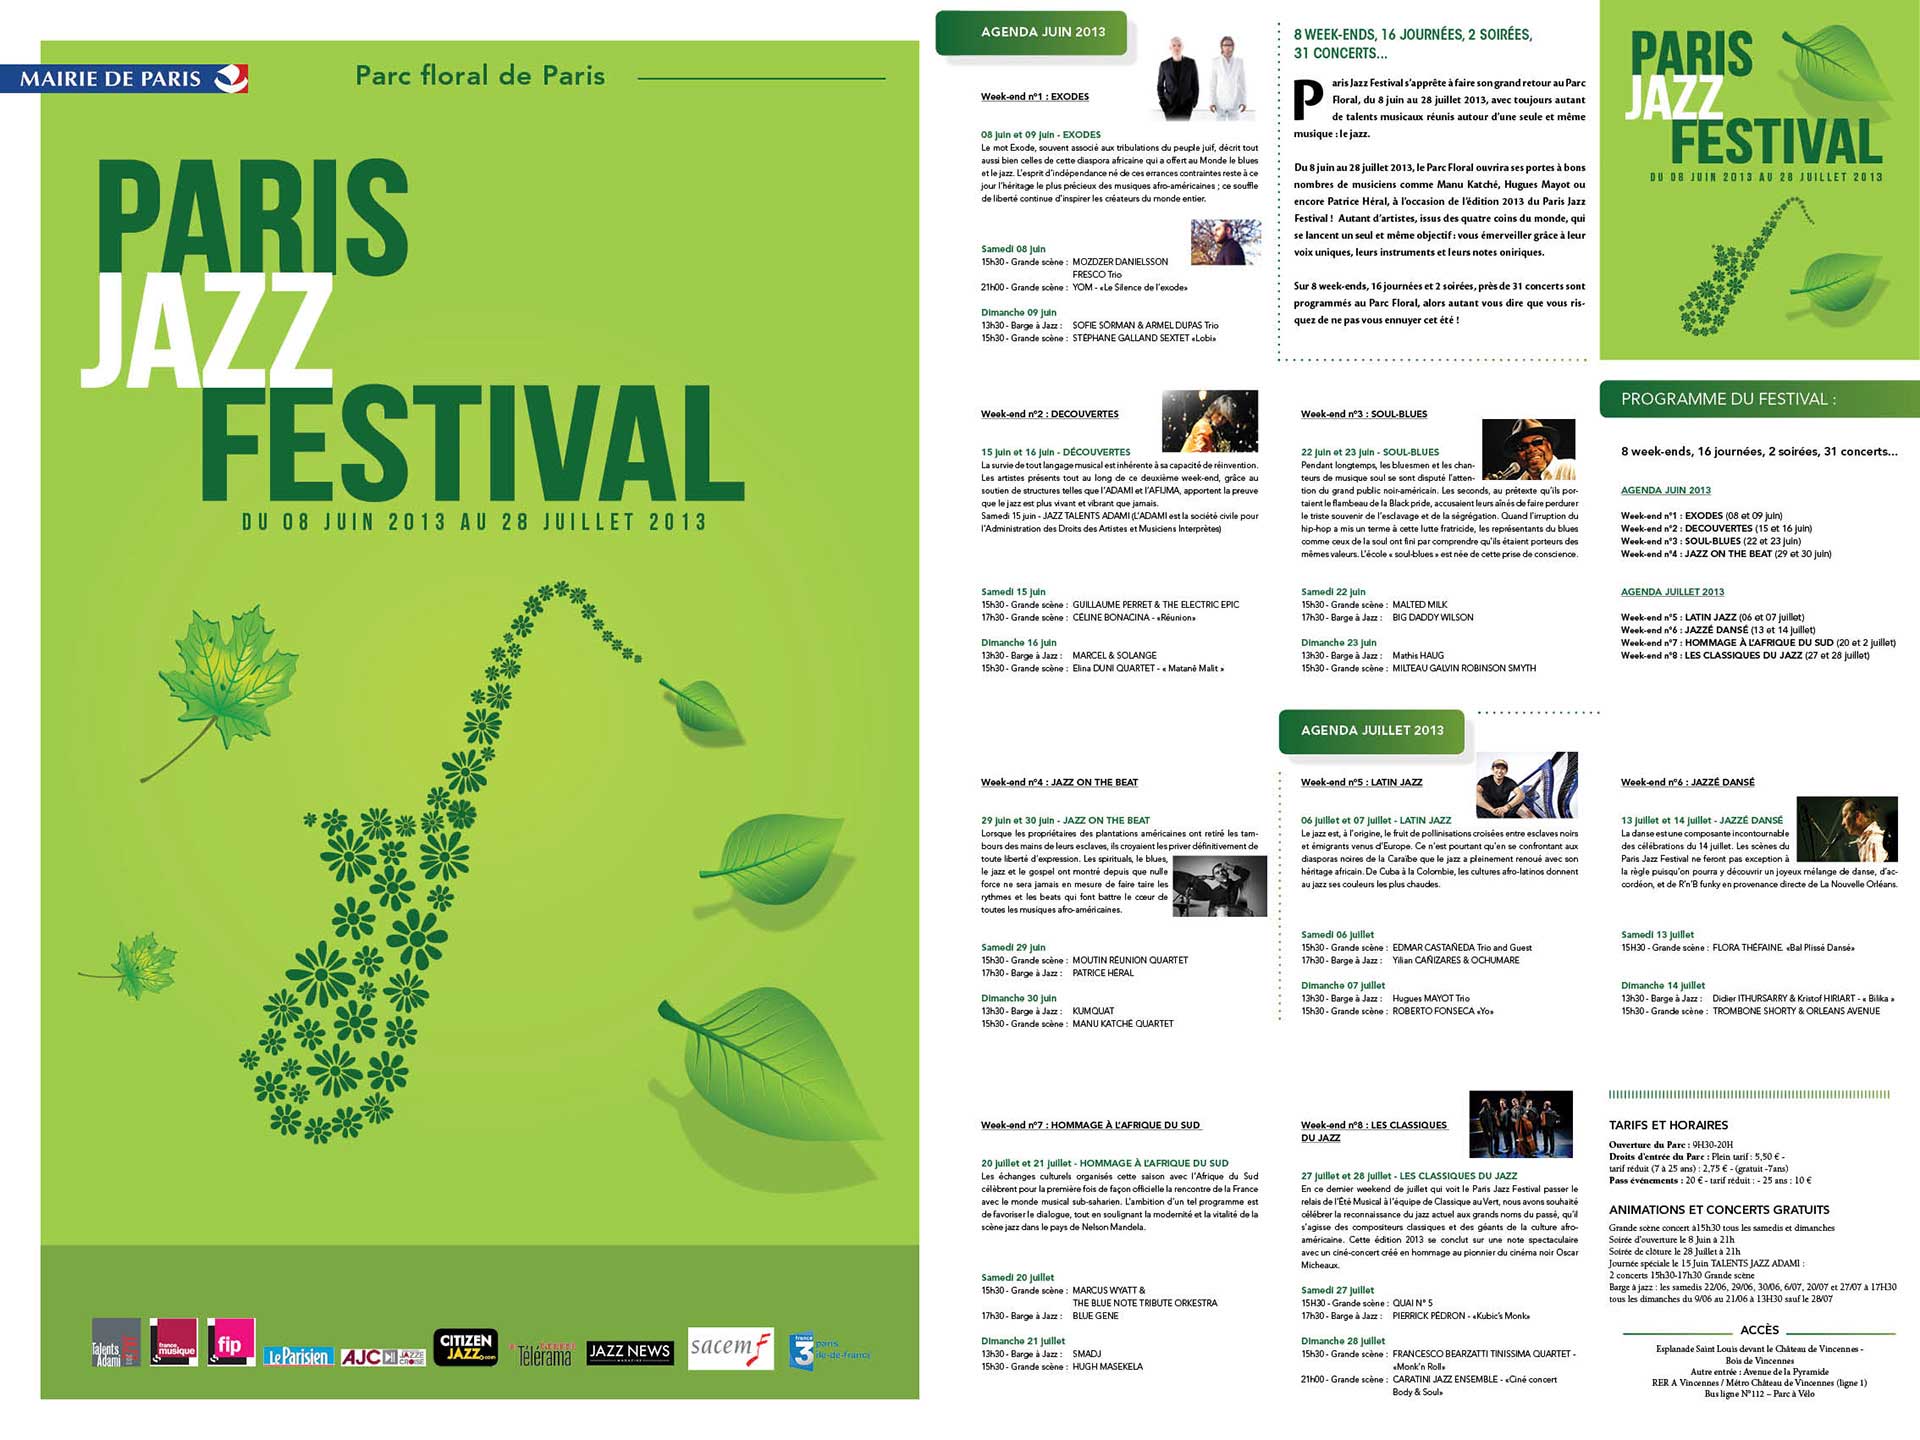 MAIRIE DE PARIS
Parc floral de Paris
PARIS
JAZZ
FESTIVAL
DU 08 JUIN 2013 AU 28 JUILLET 2013
Talents
Adami
france
musique
fip
Le Parisien
AJC
JAZZÉ
CROISÉ
CITIZEN
JAZZ.com
Télérama
JAZZ NEWS
MAGAZINE
sacem
france
3
paris
île-de-france
AGENDA JUIN 2013
Week-end n°1 : EXODES
08 juin et 09 juin - EXODES
Le mot Exode, souvent associé aux tribulations du peuple juif, décrit tout
aussi bien celles de cette diaspora africaine qui a offert au Monde le blues
et le jazz. L'esprit d'indépendance né de ces errances contraintes reste à ce
jour l'héritage le plus précieux des musiques afro-américaines ; ce souffle
de liberté continue d'inspirer les créateurs du monde entier.
Samedi 08 juin
15h30 - Grande scène : MOZDZER DANIELSSON
FRESCO Trio
21h00 - Grande scène : YOM - «Le Silence de l'exode»
Dimanche 09 juin
13h30 - Barge à Jazz : SOFIE SÖRMAN & ARMEL DUPAS Trio
15h30 - Grande scène : STÉPHANE GALLAND SEXTET «Lobi»
8 WEEK-ENDS, 16 JOURNÉES, 2 SOIRÉES,
31 CONCERTS...
Paris Jazz Festival s'apprête à faire son grand retour au Parc
Floral, du 8 juin au 28 juillet 2013, avec toujours autant
de talents musicaux réunis autour d'une seule et même
musique : le jazz.
Du 8 juin au 28 juillet 2013, le Parc Floral ouvrira ses portes à bons
nombres de musiciens comme Manu Katché, Hugues Mayot ou
encore Patrice Héral, à l'occasion de l'édition 2013 du Paris Jazz
Festival ! Autant d'artistes, issus des quatre coins du monde, qui
se lancent un seul et même objectif : vous émerveiller grâce à leur
voix uniques, leurs instruments et leurs notes oniriques.
Sur 8 week-ends, 16 journées et 2 soirées, près de 31 concerts sont
programmés au Parc Floral, alors autant vous dire que vous ris-
quez de ne pas vous ennuyer cet été !
PARIS
JAZZ
FESTIVAL
DU 08 JUIN 2013 AU 28 JUILLET 2013
Week-end n°2 : DECOUVERTES
15 juin et 16 juin - DÉCOUVERTES
La survie de tout langage musical est inhérente à sa capacité de réinvention.
Les artistes présents tout au long de ce deuxième week-end, grâce au
soutien de structures telles que l'ADAMI et l'AFIJMA, apportent la preuve
que le jazz est plus vivant et vibrant que jamais.
Samedi 15 juin - JAZZ TALENTS ADAMI (L'ADAMI est la société civile pour
l'Administration des Droits des Artistes et Musiciens Interprètes)
Samedi 15 juin
15h30 - Grande scène : GUILLAUME PERRET & THE ELECTRIC EPIC
17h30 - Grande scène : CÉLINE BONACINA - «Réunion»
Dimanche 16 juin
13h30 - Barge à Jazz : MARCEL & SOLANGE
15h30 - Grande scène : Elina DUNI QUARTET - « Matanë Malit »
Week-end n°3 : SOUL-BLUES
22 juin et 23 juin - SOUL-BLUES
Pendant longtemps, les bluesmen et les chan-
teurs de musique soul se sont disputé l'atten-
tion du grand public noir-américain. Les seconds, au prétexte qu'ils por-
taient le flambeau de la Black pride, accusaient leurs aînés de faire perdurer
le triste souvenir de l'esclavage et de la ségrégation. Quand l'irruption du
hip-hop a mis un terme à cette lutte fratricide, les représentants du blues
comme ceux de la soul ont fini par comprendre qu'ils étaient porteurs des
mêmes valeurs. L'école « soul-blues » est née de cette prise de conscience.
Samedi 22 juin
15h30 - Grande scène : MALTED MILK
17h30 - Barge à Jazz : BIG DADDY WILSON
Dimanche 23 juin
13h30 - Barge à Jazz : Mathis HAUG
15h30 - Grande scène : MILTEAU GALVIN ROBINSON SMYTH
PROGRAMME DU FESTIVAL :
8 week-ends, 16 journées, 2 soirées, 31 concerts...
AGENDA JUIN 2013
Week-end n°1 : EXODES (08 et 09 juin)
Week-end n°2 : DECOUVERTES (15 et 16 juin)
Week-end n°3 : SOUL-BLUES (22 et 23 juin)
Week-end n°4 : JAZZ ON THE BEAT (29 et 30 juin)
AGENDA JUILLET 2013
Week-end n°5 : LATIN JAZZ (06 et 07 juillet)
Week-end n°6 : JAZZÉ DANSÉ (13 et 14 juillet)
Week-end n°7 : HOMMAGE À L'AFRIQUE DU SUD (20 et 2 juillet)
Week-end n°8 : LES CLASSIQUES DU JAZZ (27 et 28 juillet)
Week-end n°4 : JAZZ ON THE BEAT
29 juin et 30 juin - JAZZ ON THE BEAT
Lorsque les propriétaires des plantations américaines ont retiré les tam-
bours des mains de leurs esclaves, ils croyaient les priver définitivement de
toute liberté d'expression. Les spirituals, le blues,
le jazz et le gospel ont montré depuis que nulle
force ne sera jamais en mesure de faire taire les
rythmes et les beats qui font battre le cœur de
toutes les musiques afro-américaines.
Samedi 29 juin
15h30 - Grande scène : MOUTIN RÉUNION QUARTET
17h30 - Barge à Jazz : PATRICE HÉRAL
Dimanche 30 juin
13h30 - Barge à Jazz : KUMQUAT
15h30 - Grande scène : MANU KATCHÉ QUARTET
AGENDA JUILLET 2013
Week-end n°5 : LATIN JAZZ
06 juillet et 07 juillet - LATIN JAZZ
Le jazz est, à l'origine, le fruit de pollinisations croisées entre esclaves noirs
et émigrants venus d'Europe. Ce n'est pourtant qu'en se confrontant aux
diasporas noires de la Caraïbe que le jazz a pleinement renoué avec son
héritage africain. De Cuba à la Colombie, les cultures afro-latinos donnent
au jazz ses couleurs les plus chaudes.
Samedi 06 juillet
15h30 - Grande scène : EDMAR CASTAÑEDA Trio and Guest
17h30 - Barge à Jazz : Yilian CAÑIZARES & OCHUMARE
Dimanche 07 juillet
13h30 - Barge à Jazz : Hugues MAYOT Trio
15h30 - Grande scène : ROBERTO FONSECA «Yo»
Week-end n°6 : JAZZÉ DANSÉ
13 juillet et 14 juillet - JAZZÉ DANSÉ
La danse est une composante incontournable
des célébrations du 14 juillet. Les scènes du
Paris Jazz Festival ne feront pas exception à
la règle puisqu'on pourra y découvrir un joyeux mélange de danse, d'ac-
cordéon, et de R'n'B funky en provenance directe de La Nouvelle Orléans.
Samedi 13 juillet
15H30 - Grande scène : FLORA THÉFAINE. «Bal Plissé Dansé»
Dimanche 14 juillet
13h30 - Barge à Jazz : Didier ITHURSARRY & Kristof HIRIART - « Bilika »
15h30 - Grande scène : TROMBONE SHORTY & ORLEANS AVENUE
Week-end n°7 : HOMMAGE À L'AFRIQUE DU SUD
20 juillet et 21 juillet - HOMMAGE À L'AFRIQUE DU SUD
Les échanges culturels organisés cette saison avec l'Afrique du Sud
célèbrent pour la première fois de façon officielle la rencontre de la France
avec le monde musical sub-saharien. L'ambition d'un tel programme est
de favoriser le dialogue, tout en soulignant la modernité et la vitalité de la
scène jazz dans le pays de Nelson Mandela.
Samedi 20 juillet
15h30 - Grande scène : MARCUS WYATT &
THE BLUE NOTE TRIBUTE ORKESTRA
17h30 - Barge à Jazz : BLUE GENE
Dimanche 21 juillet
13h30 - Barge à Jazz : SMADJ
15h30 - Grande scène : HUGH MASEKELA
Week-end n°8 : LES CLASSIQUES
DU JAZZ
27 juillet et 28 juillet - LES CLASSIQUES DU JAZZ
En ce dernier weekend de juillet qui voit le Paris Jazz Festival passer le
relais de l'Été Musical à l'équipe de Classique au Vert, nous avons souhaité
célébrer la reconnaissance du jazz actuel aux grands noms du passé, qu'il
s'agisse des compositeurs classiques et des géants de la culture afro-
américaine. Cette édition 2013 se conclut sur une note spectaculaire
avec un ciné-concert créé en hommage au pionnier du cinéma noir Oscar
Micheaux.
Samedi 27 juillet
15H30 - Grande scène : QUAI N° 5
17h30 - Barge à Jazz : PIERRICK PÉDRON - «Kubic's Monk»
Dimanche 28 juillet
15h30 - Grande scène : FRANCESCO BEARZATTI TINISSIMA QUARTET -
«Monk'n Roll»
21h00 - Grande scène : CARATINI JAZZ ENSEMBLE - «Ciné concert
Body & Soul»
TARIFS ET HORAIRES
Ouverture du Parc : 9H30-20H
Droits d'entrée du Parc : Plein tarif : 5,50 € -
tarif réduit (7 à 25 ans) : 2,75 € - (gratuit -7ans)
Pass événements : 20 € - tarif réduit : - 25 ans : 10 €
ANIMATIONS ET CONCERTS GRATUITS
Grande scène concert à15h30 tous les samedis et dimanches
Soirée d'ouverture le 8 Juin à 21h
Soirée de clôture le 28 Juillet à 21h
Journée spéciale le 15 Juin TALENTS JAZZ ADAMI :
2 concerts 15h30-17h30 Grande scène
Barge à jazz : les samedis 22/06, 29/06, 30/06, 6/07, 20/07 et 27/07 à 17H30
tous les dimanches du 9/06 au 21/06 à 13H30 sauf le 28/07
ACCÈS
Esplanade Saint Louis devant le Château de Vincennes -
Bois de Vincennes
Autre entrée : Avenue de la Pyramide
RER A Vincennes / Métro Château de Vincennes (ligne 1)
Bus ligne N°112 – Parc à Vélo